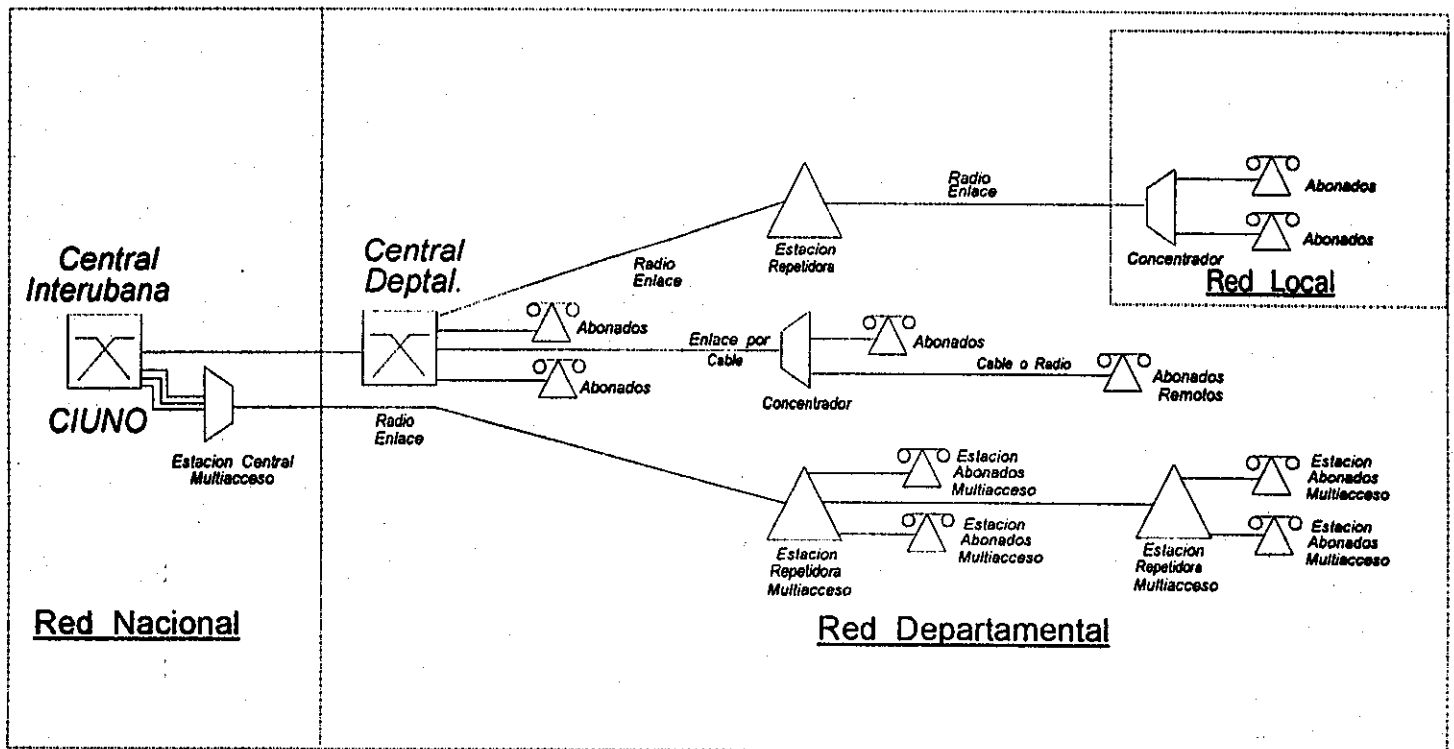 Central
Interubana
CIUNO
Estacion Central
Multiacceso
Red Nacional
Central
Deptal.
Radio
Enlace
Estacion
Repetidora
Radio
Enlace
Concentrador
Abonados
Abonados
Red Local
Abonados
Abonados
Enlace por
Cable
Concentrador
Abonados
Cable o Radio
Abonados
Remotos
Radio
Enlace
Estacion
Repetidora
Multiacceso
Estacion
Abonados
Multiacceso
Estacion
Abonados
Multiacceso
Estacion
Repetidora
Multiacceso
Estacion
Abonados
Multiacceso
Estacion
Abonados
Multiacceso
Red Departamental